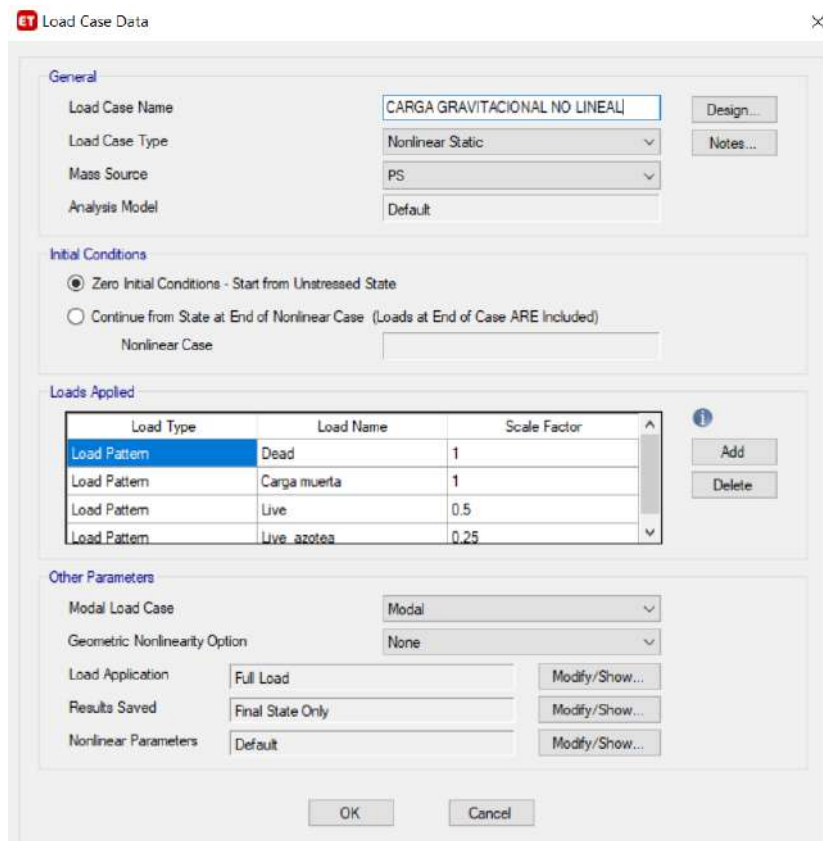 ET Load Case Data
General
Load Case Name CARGA GRAVITACIONAL NO LINEAL Design...
Load Case Type Nonlinear Static Notes...
Mass Source PS
Analysis Model Default
Initial Conditions
Zero Initial Conditions - Start from Unstressed State
Continue from State at End of Nonlinear Case (Loads at End of Case ARE Included)
Nonlinear Case
Loads Applied
Load Type Load Name Scale Factor
Load Pattern Dead 1 Add
Load Pattern Carga muerta 1 Delete
Load Pattern Live 0.5
Load Pattern Live azotea 0.25
Other Parameters
Modal Load Case Modal
Geometric Nonlinearity Option None
Load Application Full Load Modify/Show...
Results Saved Final State Only Modify/Show...
Nonlinear Parameters Default Modify/Show...
OK Cancel